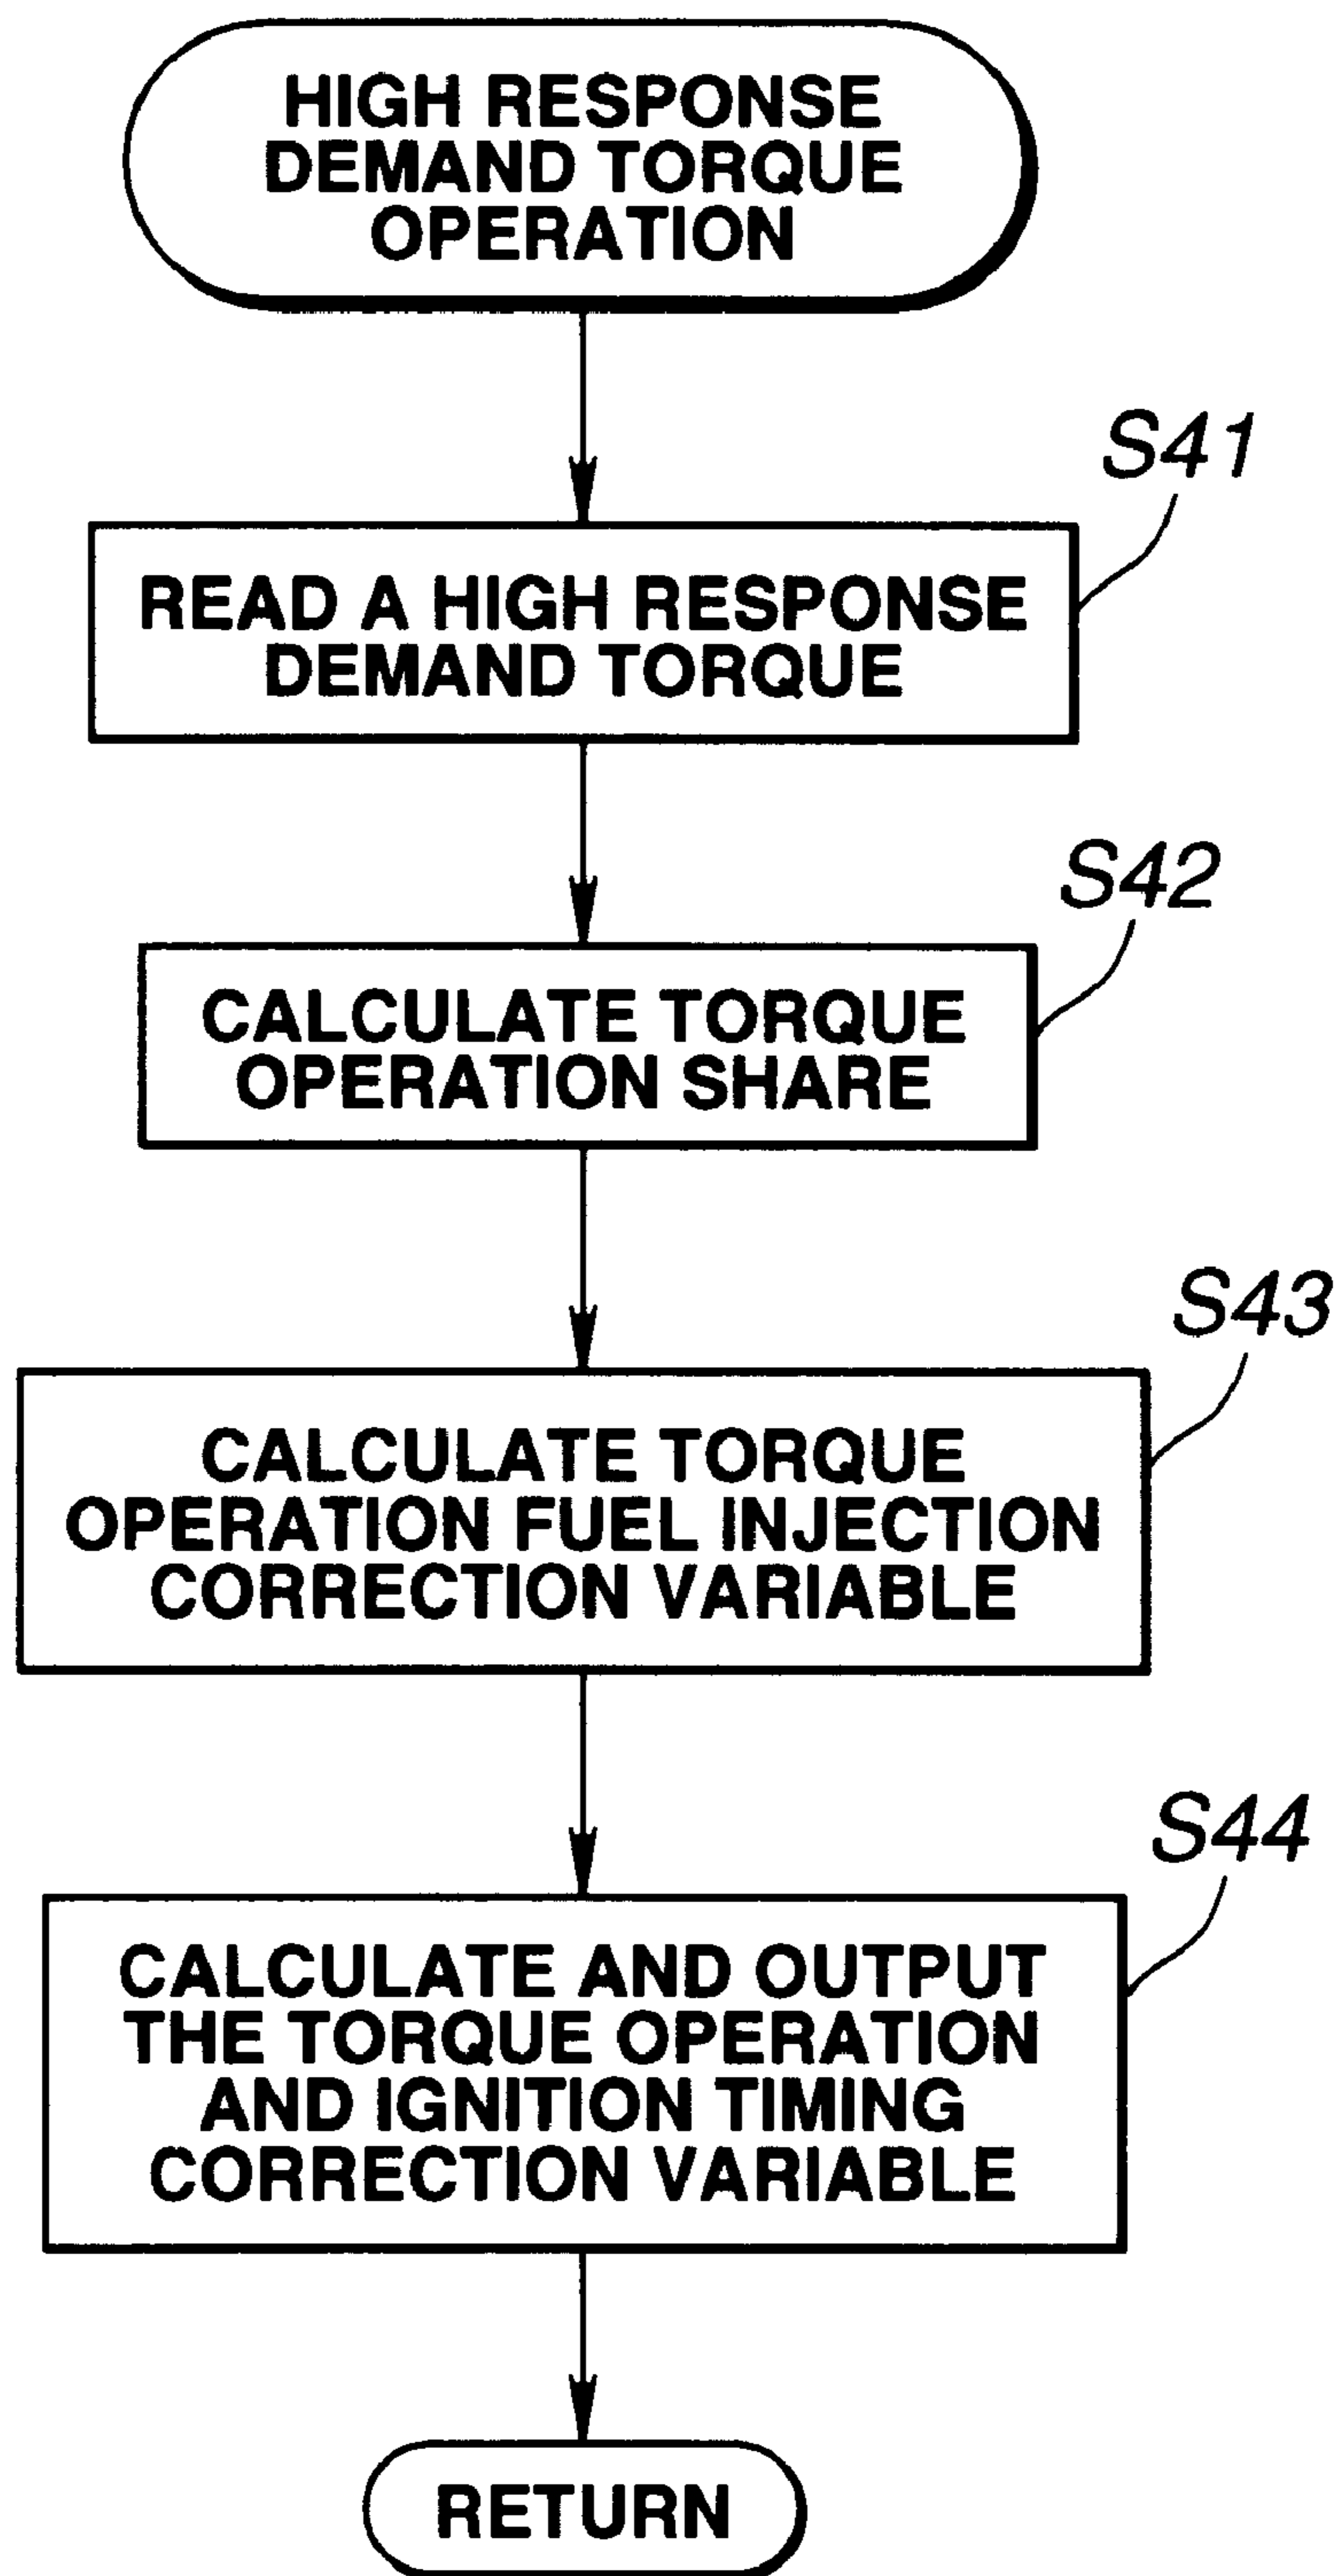 HIGH RESPONSE
DEMAND TORQUE
OPERATION
S41
READ A HIGH RESPONSE
DEMAND TORQUE
S42
CALCULATE TORQUE
OPERATION SHARE
S43
CALCULATE TORQUE
OPERATION FUEL INJECTION
CORRECTION VARIABLE
S44
CALCULATE AND OUTPUT
THE TORQUE OPERATION
AND IGNITION TIMING
CORRECTION VARIABLE
RETURN